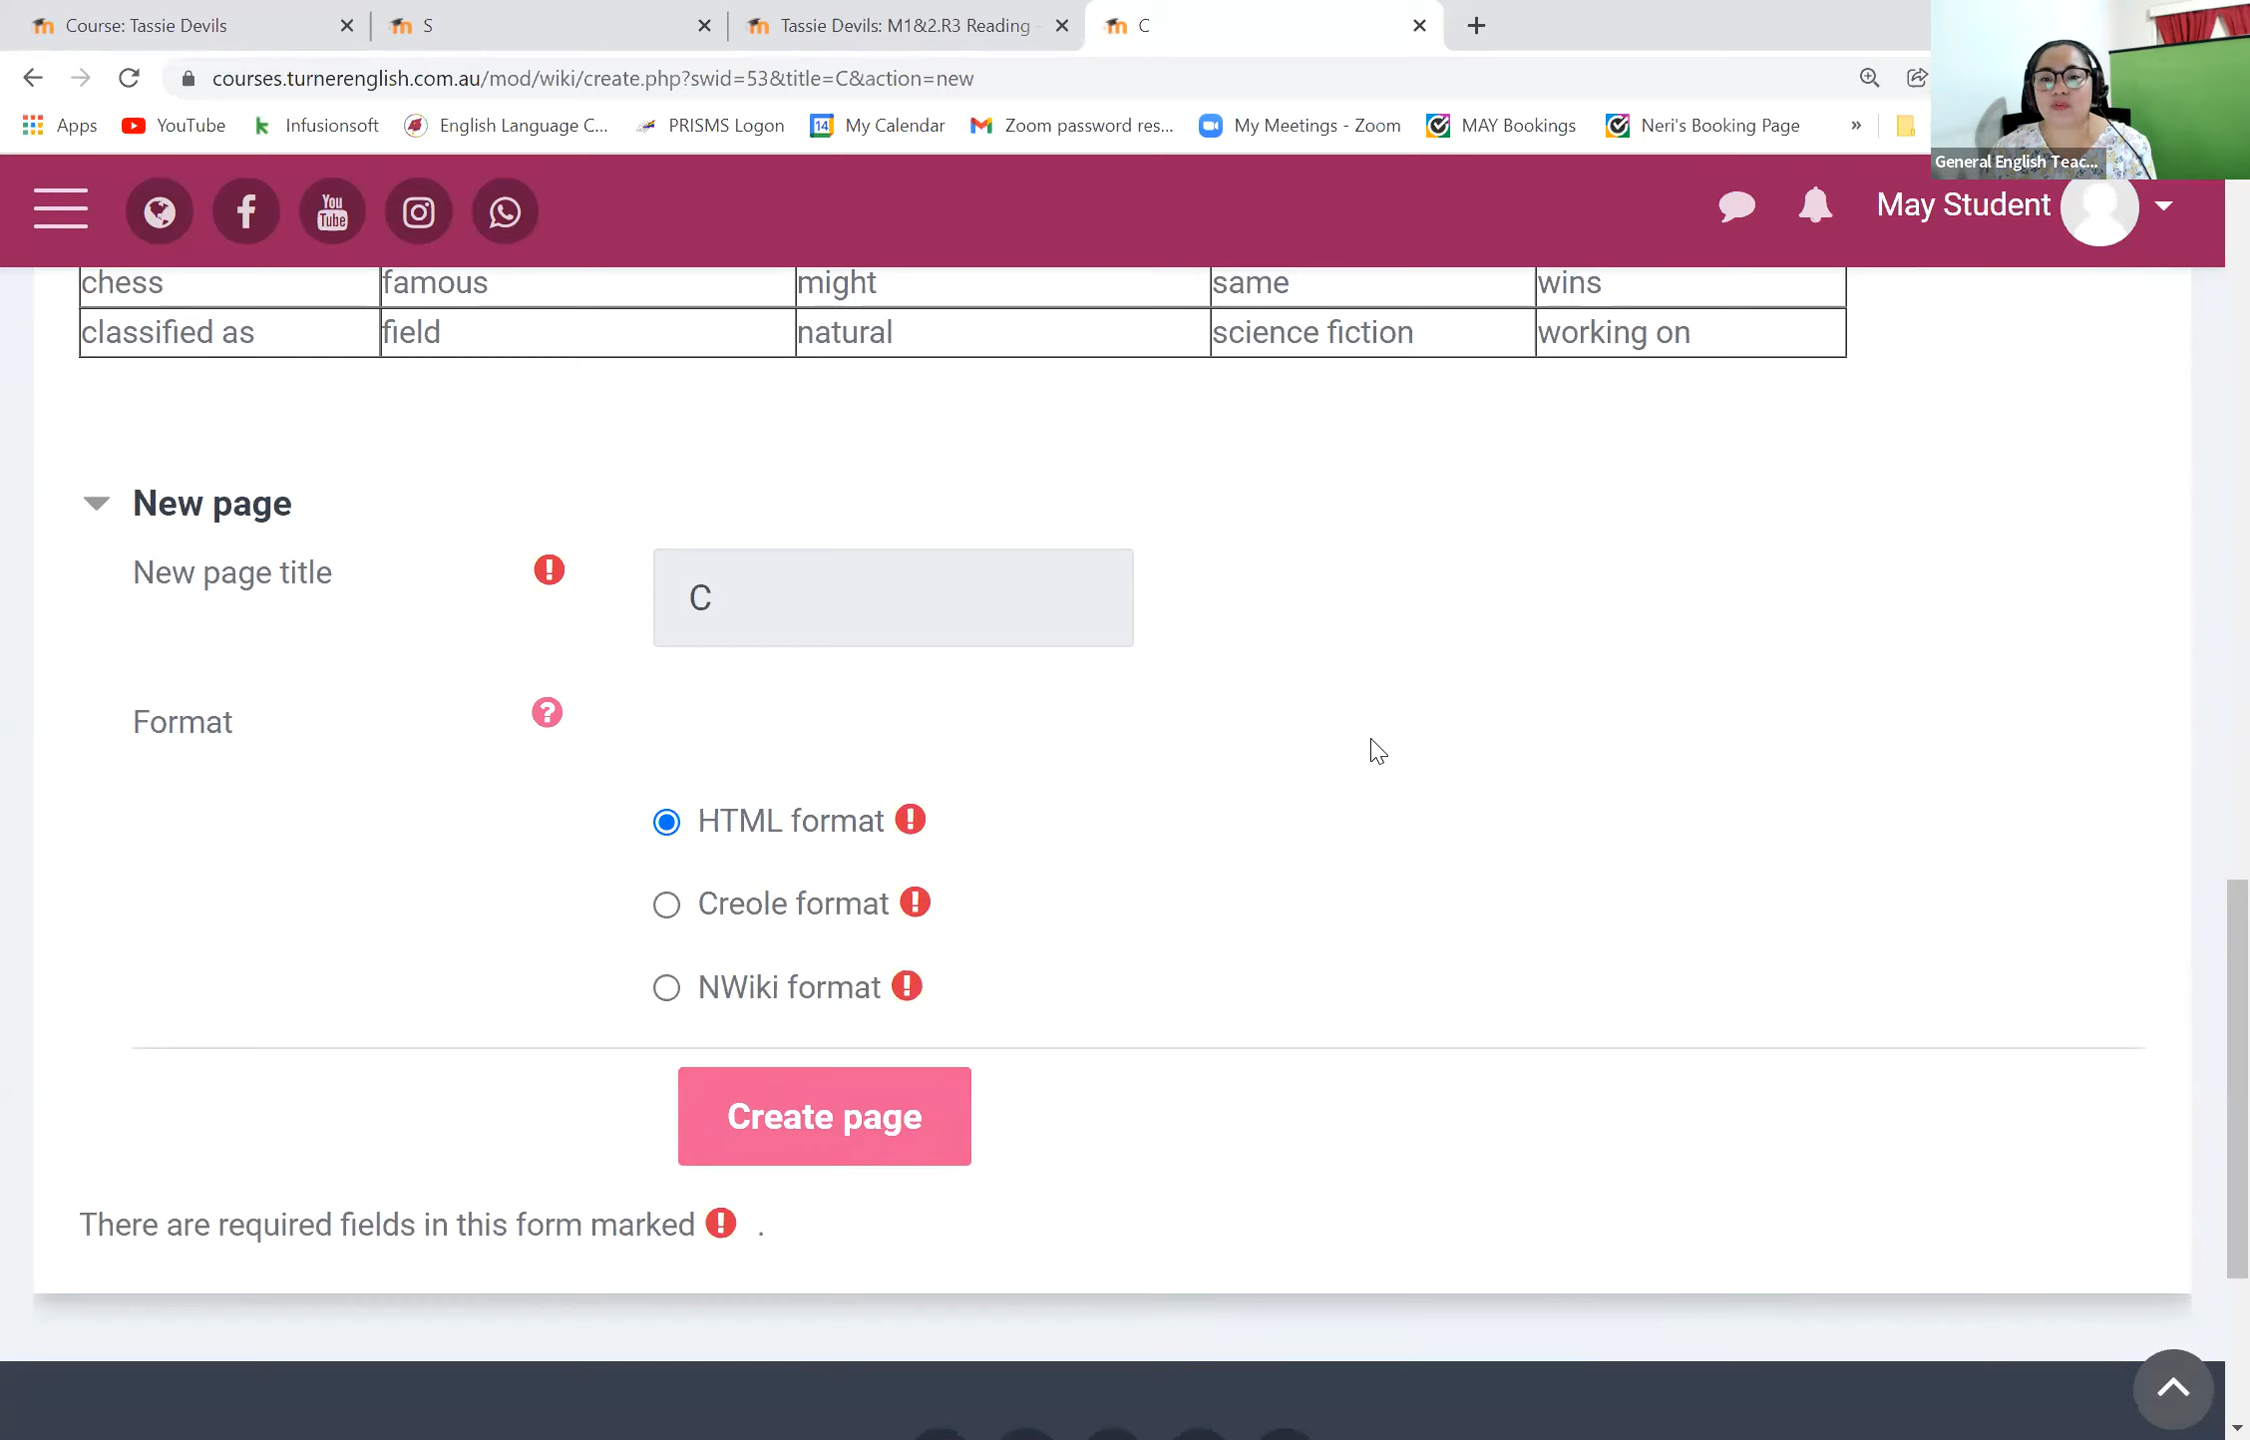 Course: Tassie Devils
S
Tassie Devils: M1&2.R3 Reading
C
courses.turnerenglish.com.au/mod/wiki/create.php?swid=53&title=C&action=new
Apps YouTube Infusionsoft English Language C... PRISMS Logon 14 My Calendar Zoom password res... My Meetings - Zoom MAY Bookings Neri's Booking Page »
General English Teac...
You Tube
May Student
chess famous might same wins
classified as field natural science fiction working on
New page
New page title !
C
Format ?
HTML format !
Creole format !
NWiki format !
Create page
There are required fields in this form marked ! .